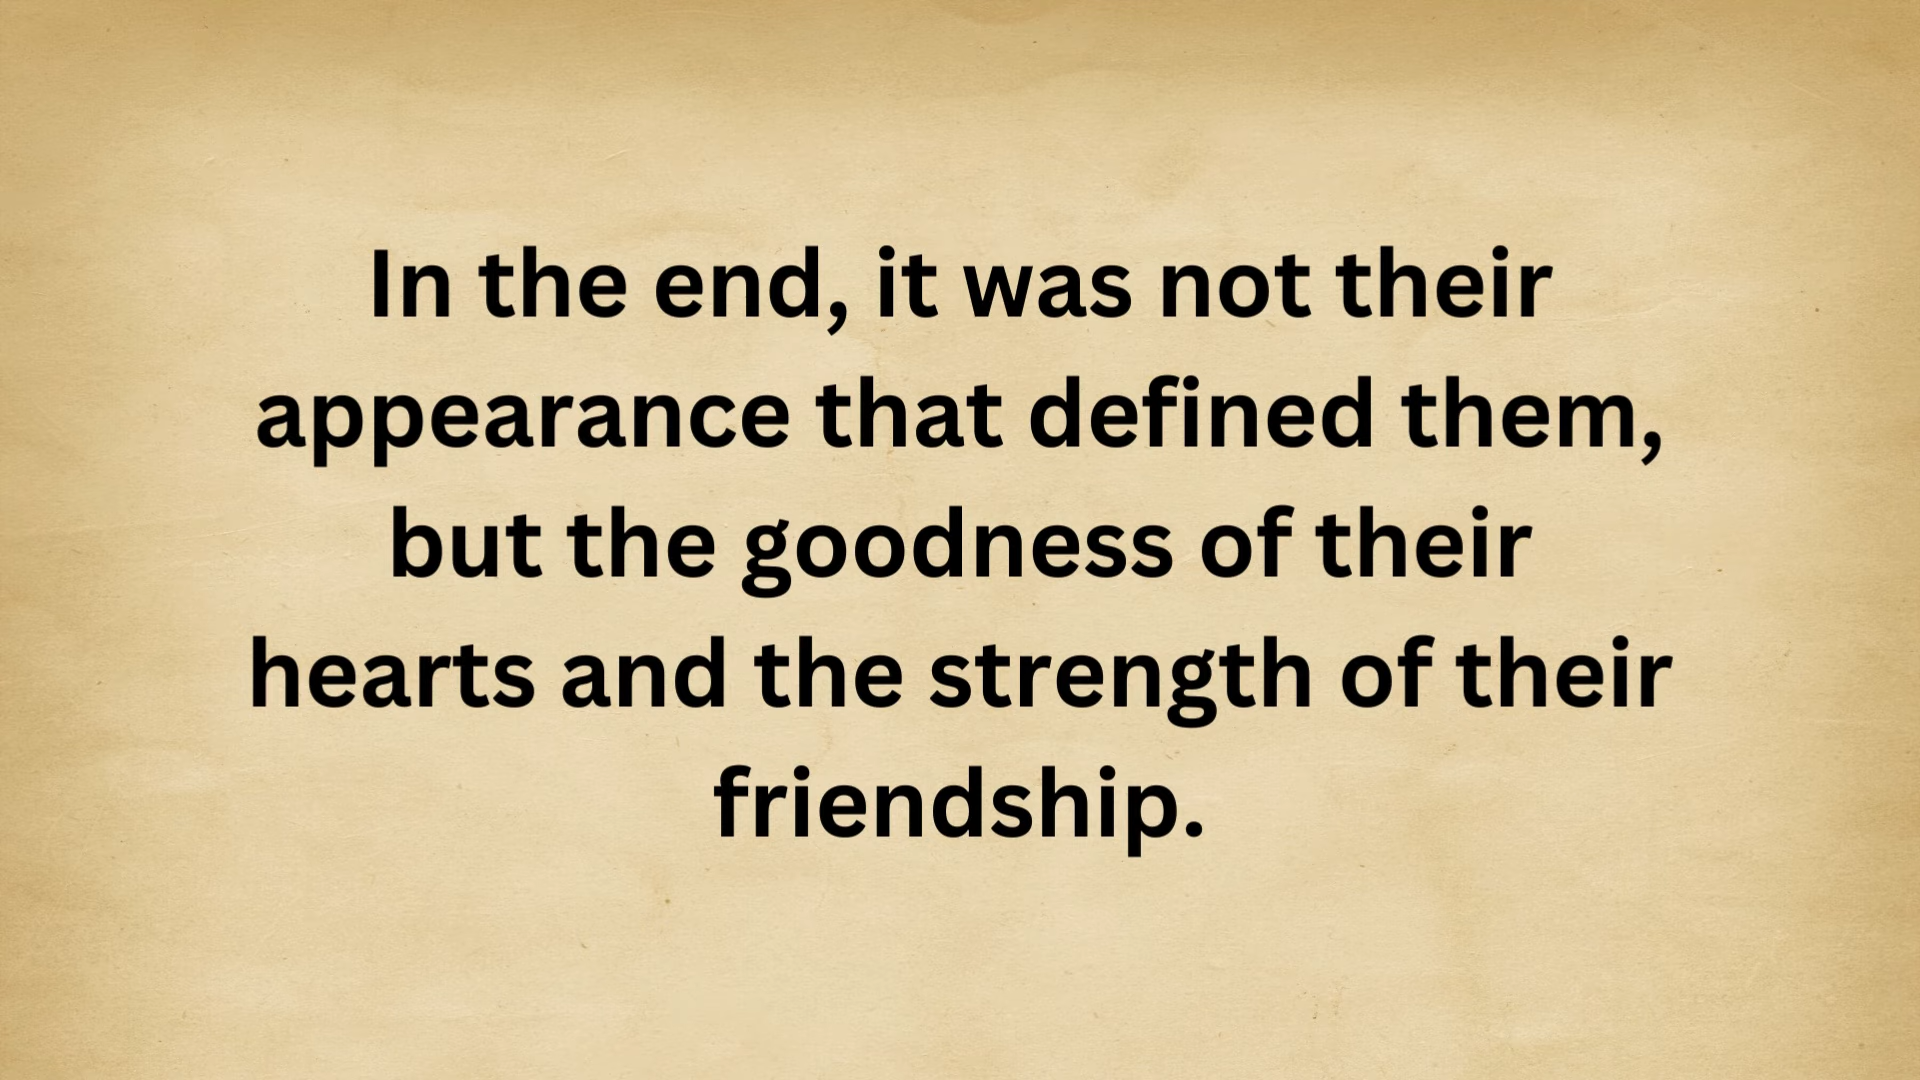 In the end, it was not their
appearance that defined them,
but the goodness of their
hearts and the strength of their
friendship.